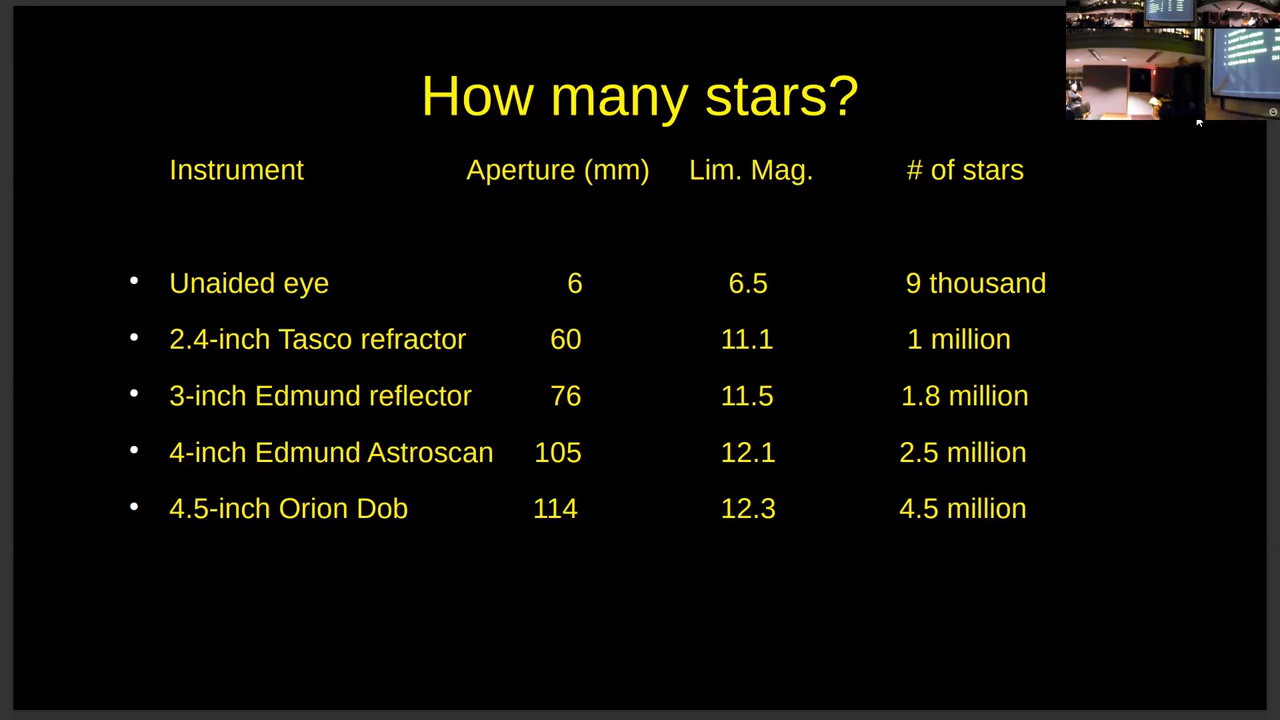 How many stars?
Instrument Aperture (mm) Lim. Mag. # of stars
• Unaided eye 6 6.5 9 thousand
• 2.4-inch Tasco refractor 60 11.1 1 million
• 3-inch Edmund reflector 76 11.5 1.8 million
• 4-inch Edmund Astroscan 105 12.1 2.5 million
• 4.5-inch Orion Dob 114 12.3 4.5 million